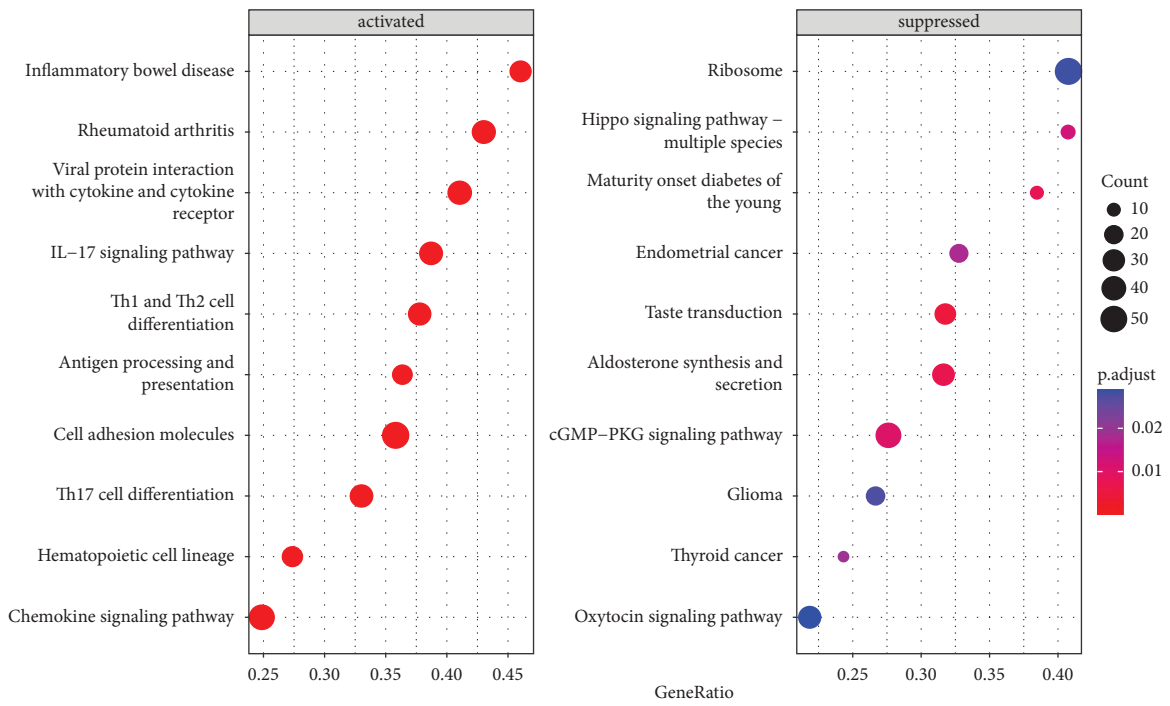 activated
Inflammatory bowel disease
Rheumatoid arthritis
Viral protein interaction
with cytokine and cytokine
receptor
IL−17 signaling pathway
Th1 and Th2 cell
differentiation
Antigen processing and
presentation
Cell adhesion molecules
Th17 cell differentiation
Hematopoietic cell lineage
Chemokine signaling pathway
0.25 0.30 0.35 0.40 0.45
suppressed
Ribosome
Hippo signaling pathway −
multiple species
Maturity onset diabetes of
the young
Endometrial cancer
Taste transduction
Aldosterone synthesis and
secretion
cGMP−PKG signaling pathway
Glioma
Thyroid cancer
Oxytocin signaling pathway
0.25 0.30 0.35 0.40
GeneRatio
Count
10
20
30
40
50
p.adjust
0.02
0.01